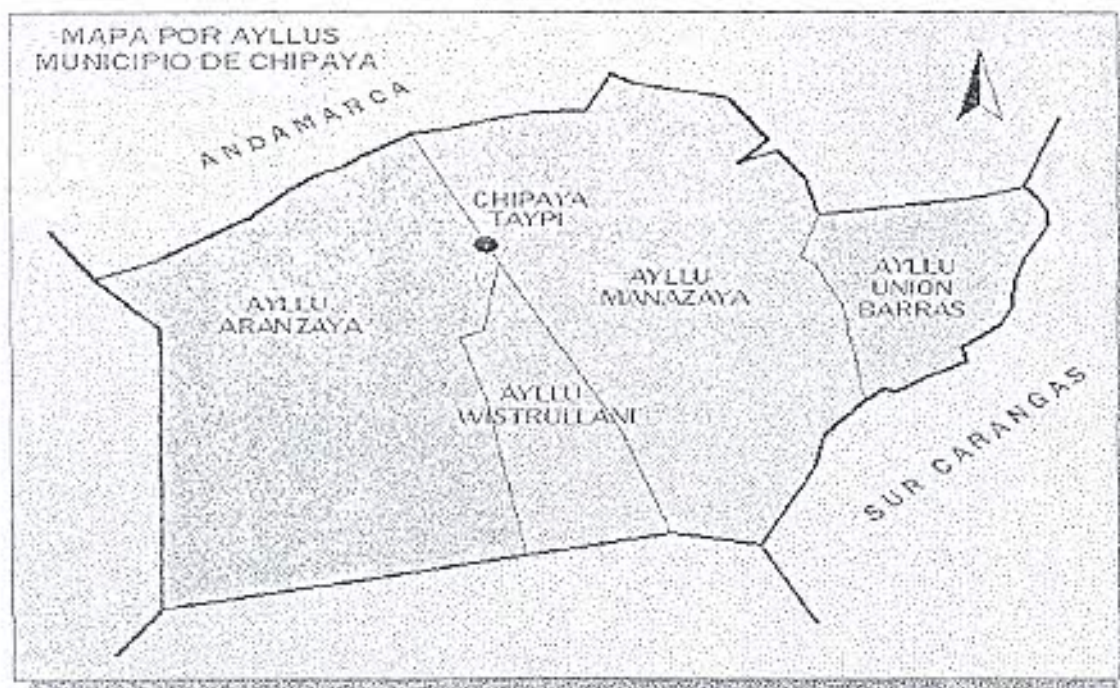 MAPA POR AYLLUS
MUNICIPIO DE CHIPAYA
ANDAMARCA
CHIPAYA
TAYPI
AYLLU
ARANZAYA
AYLLU
MANAZAYA
AYLLU
UNION
BARRAS
AYLLU
WISTRULLANI
SUR CARANGAS